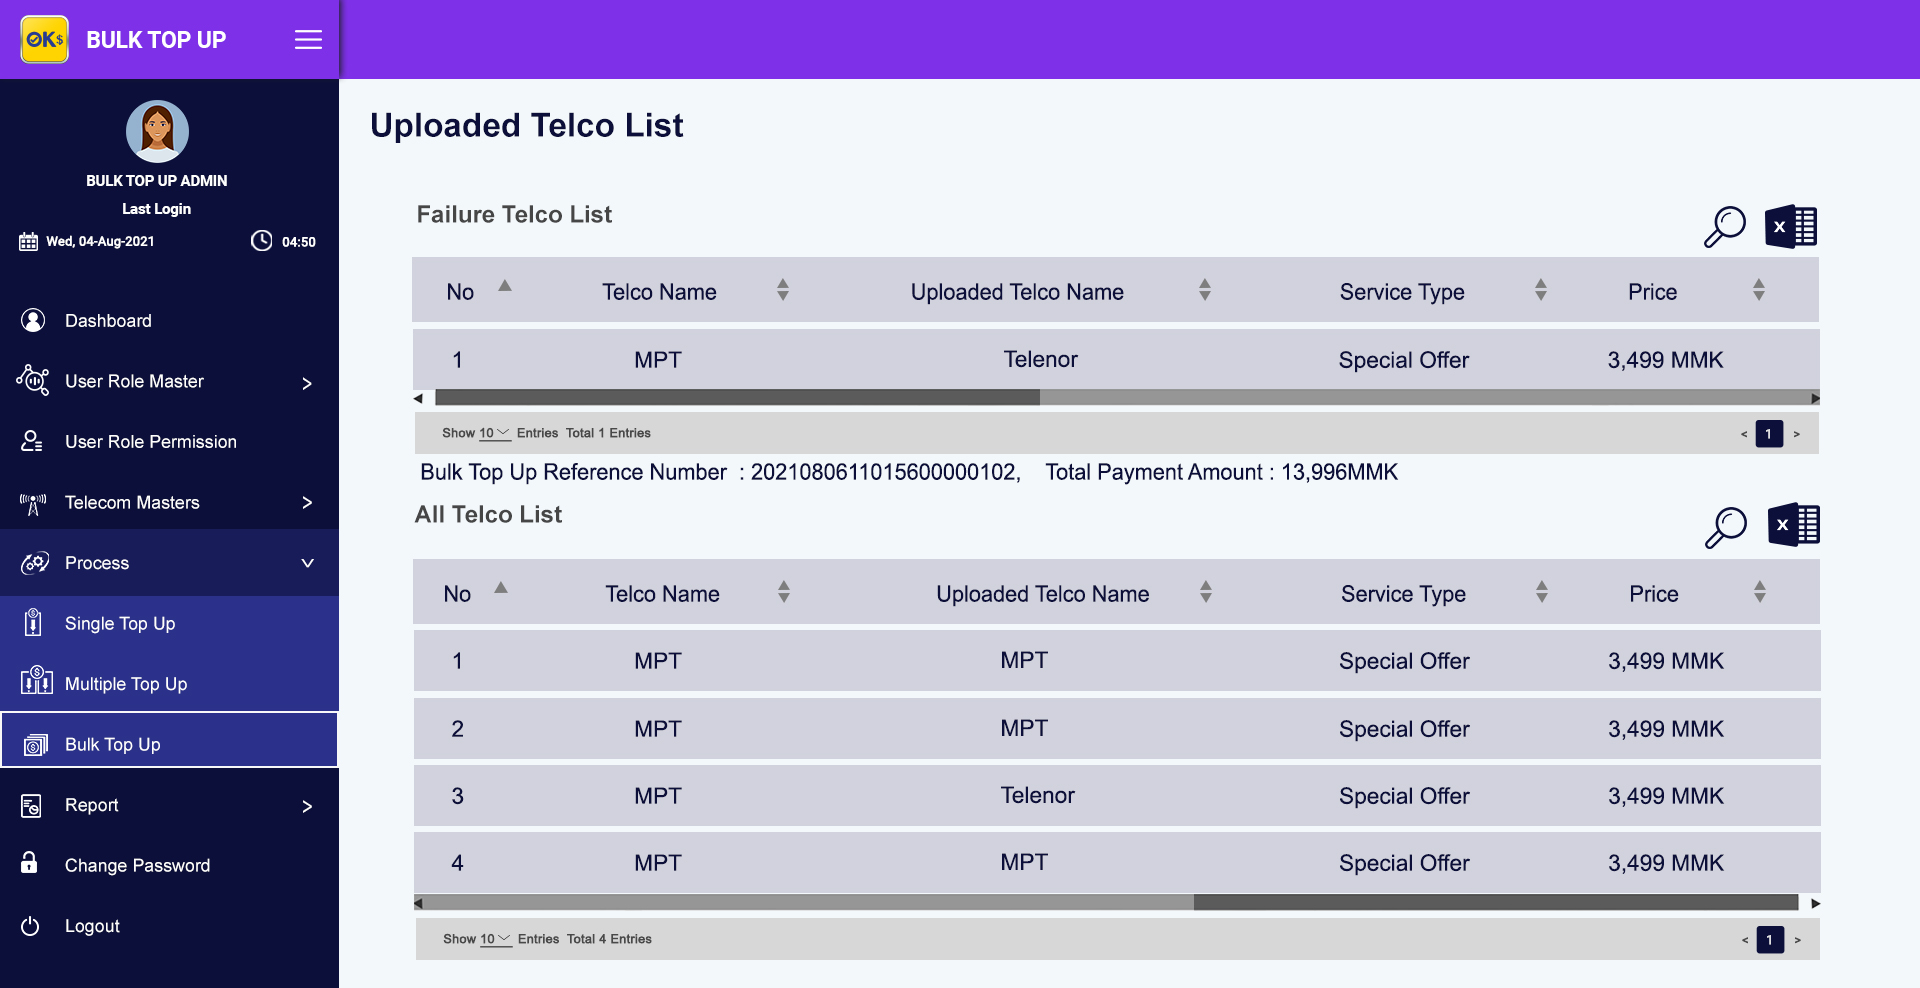 OK$ BULK TOP UP
BULK TOP UP ADMIN
Last Login
Wed, 04-Aug-2021 04:50
Dashboard
User Role Master >
User Role Permission
Telecom Masters >
Process
Single Top Up
Multiple Top Up
Bulk Top Up
Report >
Change Password
Logout
Uploaded Telco List
Failure Telco List
X
No Telco Name Uploaded Telco Name Service Type Price
1 MPT Telenor Special Offer 3,499 MMK
Show 10 Entries Total 1 Entries < 1 >
Bulk Top Up Reference Number : 2021080611015600000102, Total Payment Amount : 13,996MMK
All Telco List
X
No Telco Name Uploaded Telco Name Service Type Price
1 MPT MPT Special Offer 3,499 MMK
2 MPT MPT Special Offer 3,499 MMK
3 MPT Telenor Special Offer 3,499 MMK
4 MPT MPT Special Offer 3,499 MMK
Show 10 Entries Total 4 Entries < 1 >